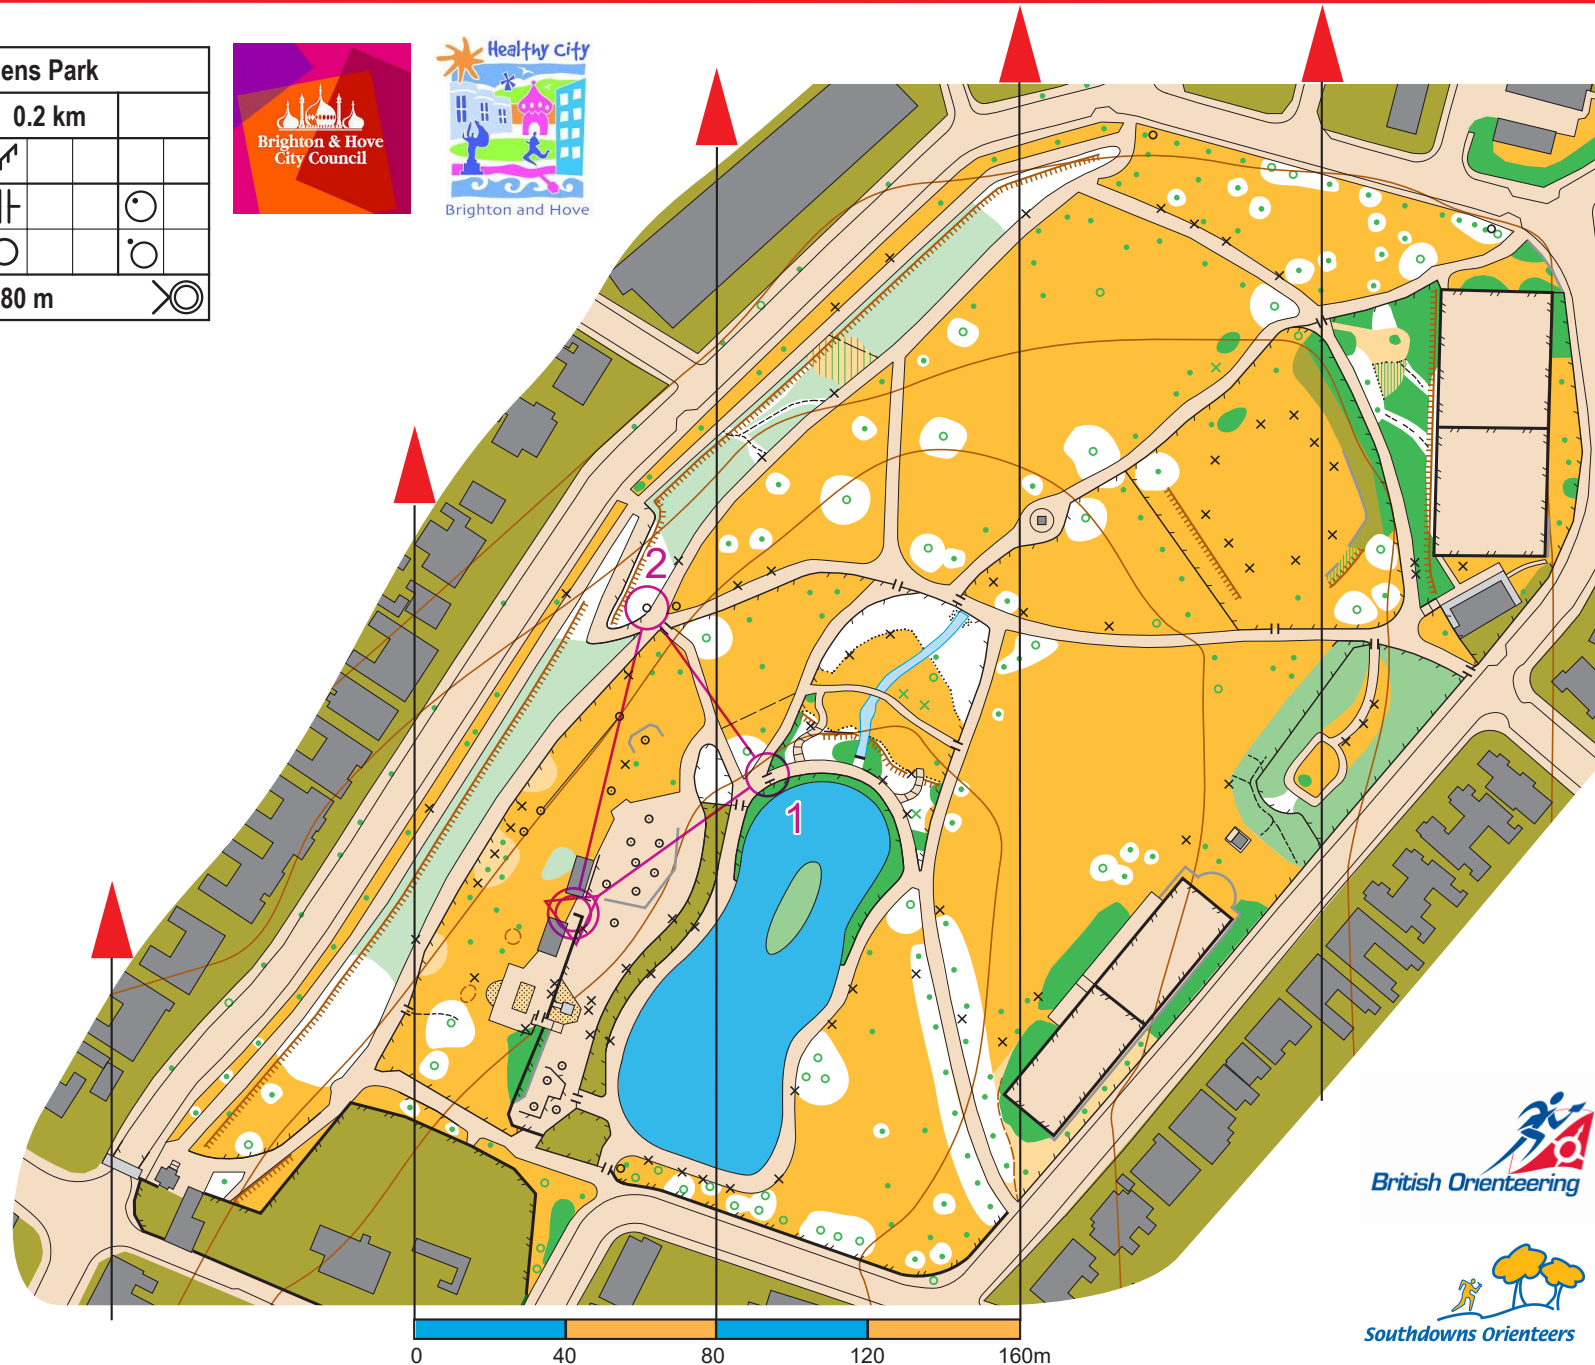 ens Park
0.2 km
80 m
Brighton & Hove
City Council
Healthy City
Brighton and Hove
2
1
0 40 80 120 160m
British Orienteering
Southdowns Orienteers